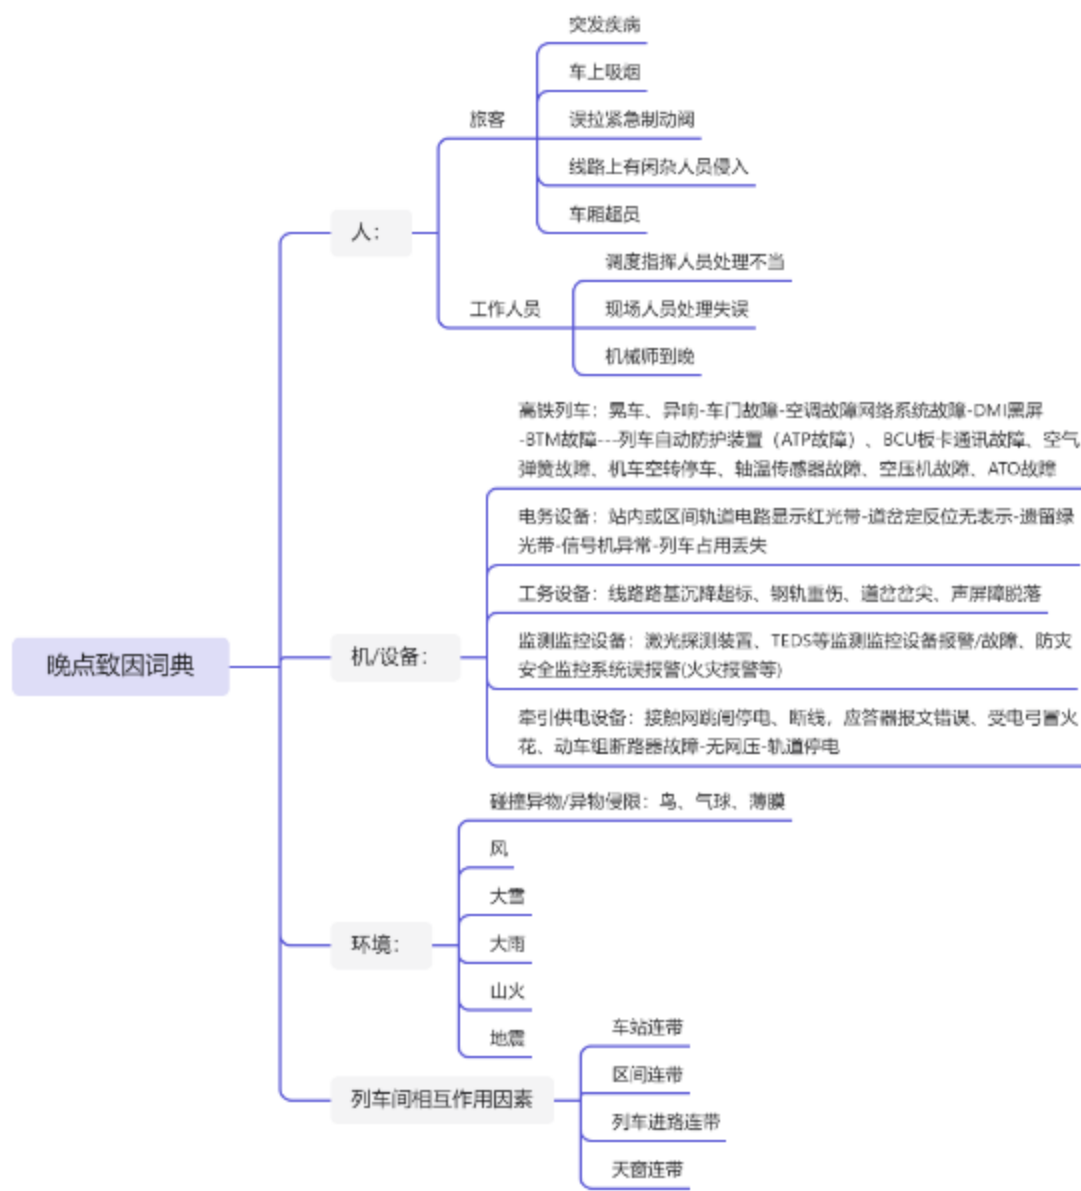 晚点致因词典
人：
旅客
突发疾病
车上吸烟
误拉紧急制动阀
线路上有闲杂人员侵入
车厢超员
工作人员
调度指挥人员处理不当
现场人员处理失误
机械师到晚
机/设备：
高铁列车：晃车、异响-车门故障-空调故障网络系统故障-DMI黑屏
-BTM故障---列车自动防护装置（ATP故障）、BCU板卡通讯故障、空气
弹簧故障、机车空转停车、轴温传感器故障、空压机故障、ATO故障
电务设备：站内或区间轨道电路显示红光带-道岔定反位无表示-遗留绿
光带-信号机异常-列车占用丢失
工务设备：线路路基沉降超标、钢轨重伤、道岔岔尖、声屏障脱落
监测监控设备：激光探测装置、TEDS等监测监控设备报警/故障、防灾
安全监控系统误报警(火灾报警等)
牵引供电设备：接触网跳闸停电、断线，应答器报文错误、受电弓冒火
花、动车组断路器故障-无网压-轨道停电
环境：
碰撞异物/异物侵限：鸟、气球、薄膜
风
大雪
大雨
山火
地震
列车间相互作用因素
车站连带
区间连带
列车进路连带
天窗连带